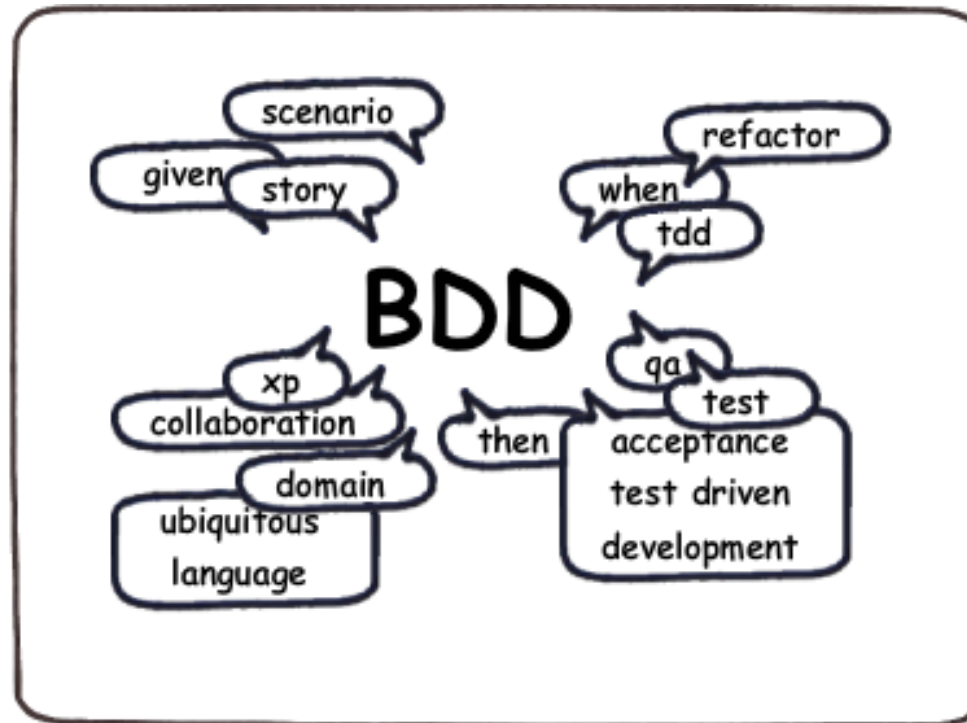 scenario
refactor
given
story
when
tdd
BDD
qa
xp
test
collaboration
then
acceptance
test driven
development
domain
ubiquitous
language